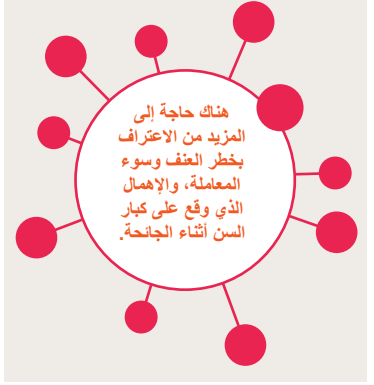 هناك حاجة إلى
المزيد من الاعتراف
بخطر العنف وسوء
المعاملة، والإهمال
الذي وقع على كبار
السن أثناء الجائحة.